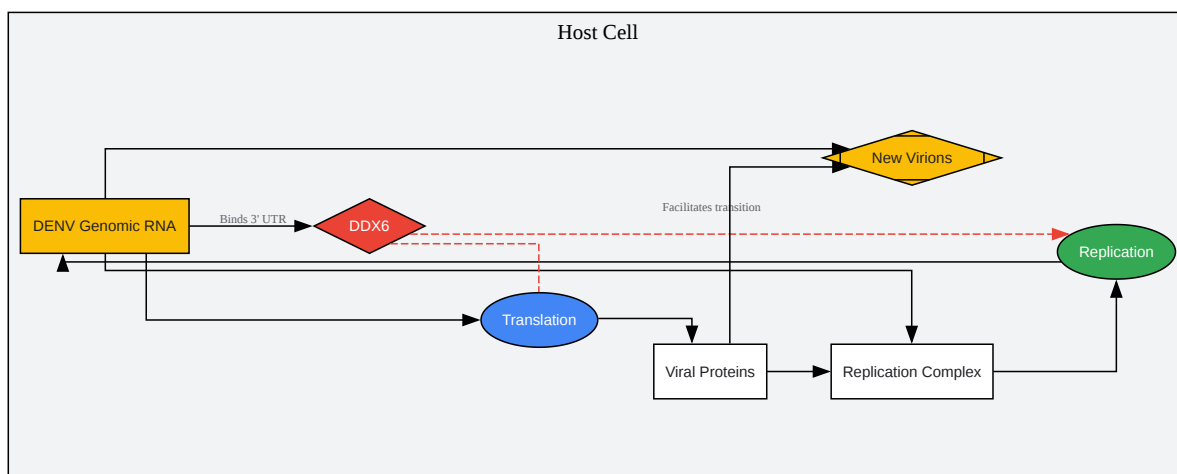 Host Cell
New Virions
Facilitates transition
DENV Genomic RNA
Binds 3' UTR
DDX6
Replication
Translation
Viral Proteins
Replication Complex